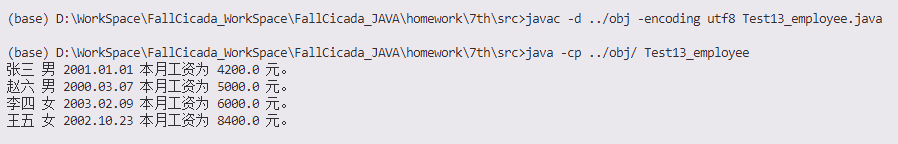 (base) D:\WorkSpace\FallCicada_WorkSpace\FallCicada_JAVA\homework\7th\src>javac -d ../obj -encoding utf8 Test13_employee.java
(base) D:\WorkSpace\FallCicada_WorkSpace\FallCicada_JAVA\homework\7th\src>java -cp ../obj/ Test13_employee
张三 男 2001.01.01 本月工资为 4200.0 元。
赵六 男 2000.03.07 本月工资为 5000.0 元。
李四 女 2003.02.09 本月工资为 6000.0 元。
王五 女 2002.10.23 本月工资为 8400.0 元。